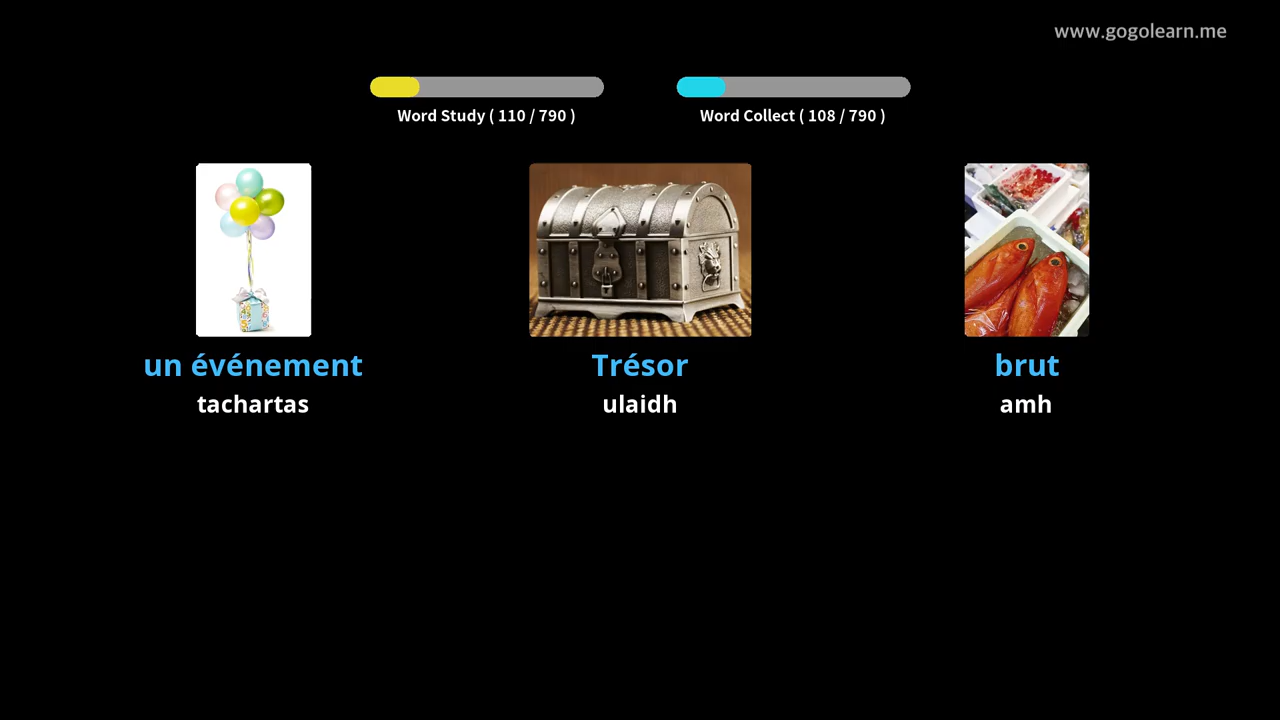 www.gogolearn.me
Word Study ( 110 / 790 )
Word Collect ( 108 / 790 )
un événement
Trésor
brut
tachartas
ulaidh
amh